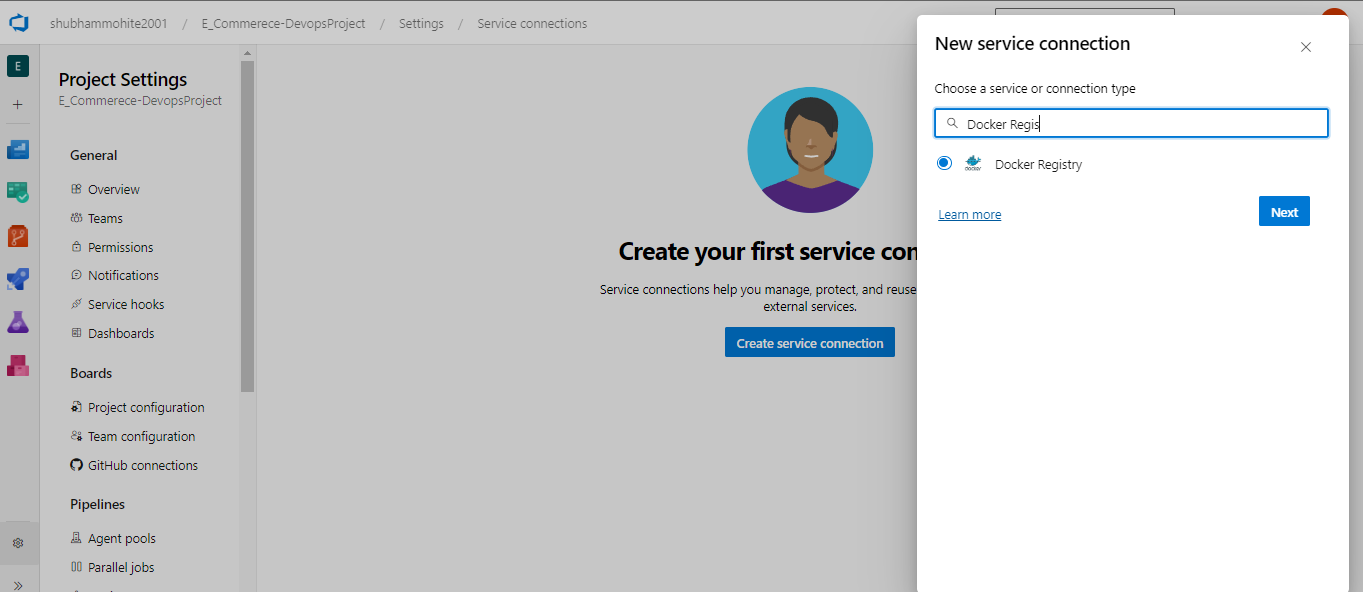 shubhammohite2001 / E_Commerece-DevopsProject / Settings / Service connections
E
Project Settings
E_Commerece-DevopsProject
General
Overview
Teams
Permissions
Notifications
Service hooks
Dashboards
Boards
Project configuration
Team configuration
GitHub connections
Pipelines
Agent pools
Parallel jobs
Create your first service con
Service connections help you manage, protect, and reuse
external services.
Create service connection
New service connection
Choose a service or connection type
Docker Regis
Docker Registry
Learn more
Next